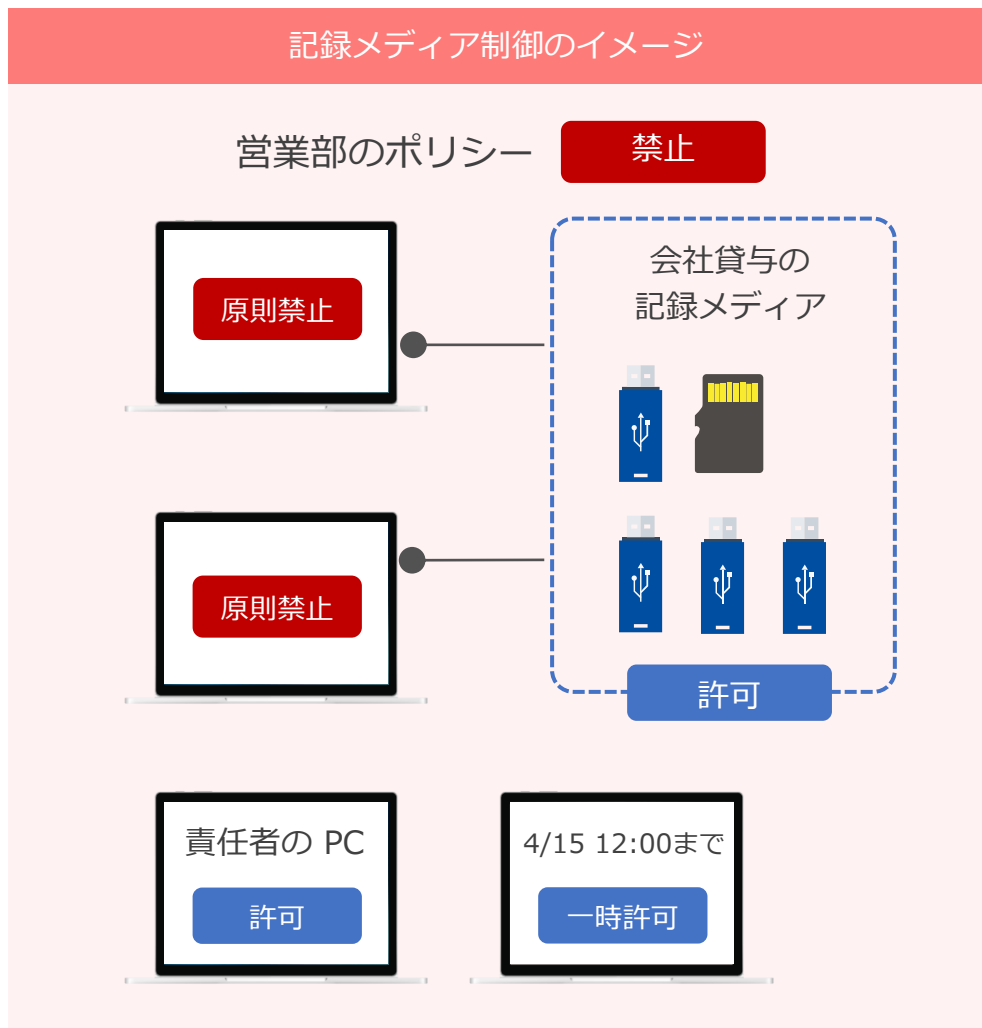 記録メディア制御のイメージ
営業部のポリシー 禁止
原則禁止
会社貸与の
記録メディア
原則禁止
許可
責任者の PC
許可
4/15 12:00まで
一時許可